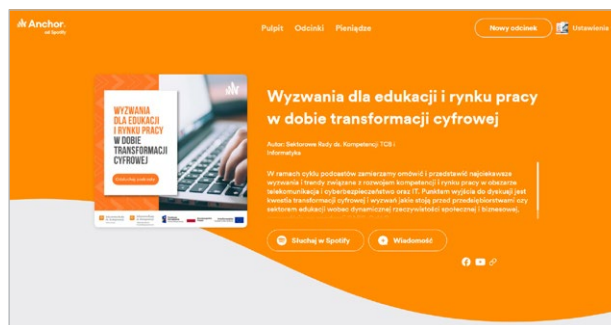 Anchor.
od Spotify
Pulpit Odcinki Pieniądze
Nowy odcinek
Ustawienia
WYZWANIA
DLA EDUKACJI
I RYNKU PRACY
W DOBIE
TRANSFORMACJI
CYFROWEJ
Wyzwania dla edukacji i rynku pracy
w dobie transformacji cyfrowej
Autor: Sektorowe Rady ds. Kompetencji TCB i
Informatyka
W ramach cyklu podcastów zamierzamy omówić i przedstawić najciekawsze
wyzwania i trendy związane z rozwojem kompetencji i rynku pracy w obszarze
telekomunikacja i cyberbezpieczeństwo oraz IT. Punktem wyjścia do dyskusji jest
kwestia transformacji cyfrowej i wyzwań jakie stoją przed przedsiębiorstwami czy
sektorem edukacji wobec dynamicznej rzeczywistości społecznej i biznesowej.
Słuchaj w Spotify
Wiadomość